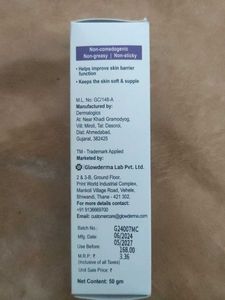 Non-comedogenic
Non-greasy | Non-sticky
• Helps improve skin barrier
function
• Keeps the skin soft & supple
M.L. No: GC/148-A
Manufactured by:
Dermalogics
At: Near Khadi Gramodyog,
Vill: Miroli, Tal: Dascroi,
Dist: Ahmedabad,
Gujarat, 382425
TM - Trademark Applied
Marketed by:
Glowderma Lab Pvt. Ltd.
2 & 3-B, Ground Floor,
Print World Industrial Complex,
Mankoli Village Road, Vehele,
Bhiwandi, Thane - 421 302.
For more details contact:
+91 9136669700
Email: customercare@glowderma.com
Batch No. G24007MC
Mfg. Date: 06/2024
Use Before: 05/2027
M.R.P. ₹ 168.00
(Inclusive of all Taxes) 3.36
Unit Sale Price: ₹
Net Content: 50 gm